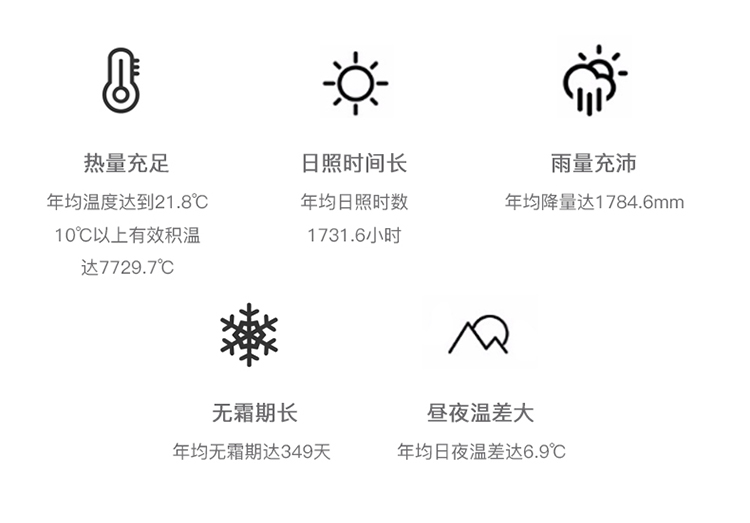 热量充足
年均温度达到21.8℃
10℃以上有效积温
达7729.7℃
日照时间长
年均日照时数
1731.6小时
雨量充沛
年均降量达1784.6mm
无霜期长
年均无霜期达349天
昼夜温差大
年均日夜温差达6.9℃